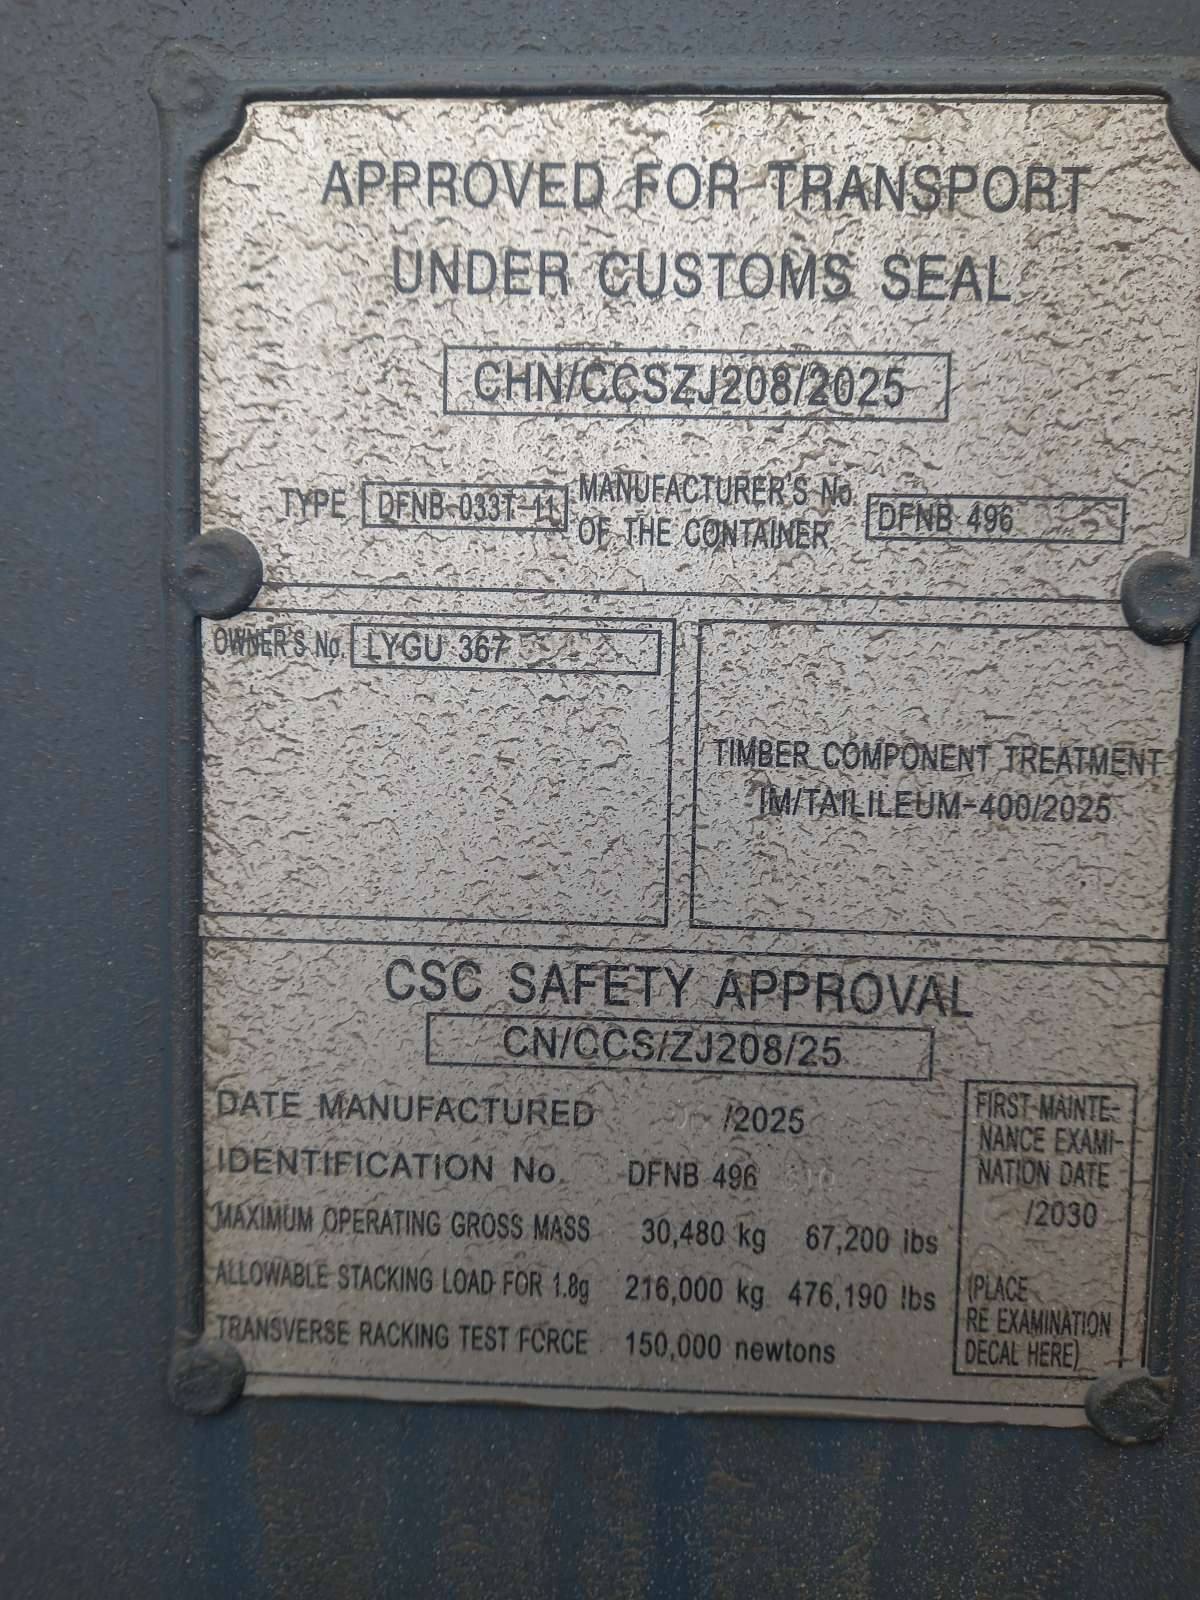 APPROVED FOR TRANSPORT
UNDER CUSTOMS SEAL
CHN/CCSZJ208/2025
TYPE DFNB-033T-11
MANUFACTURER'S No.
OF THE CONTAINER
DFNB 496
OWNER'S No. LYGU 367
TIMBER COMPONENT TREATMENT
IM/TAILILEUM-400/2025
CSC SAFETY APPROVAL
CN/CCS/ZJ208/25
DATE MANUFACTURED /2025
IDENTIFICATION No. DFNB 496
MAXIMUM OPERATING GROSS MASS 30,480 kg 67,200 lbs
ALLOWABLE STACKING LOAD FOR 1.8g 216,000 kg 476,190 lbs
TRANSVERSE RACKING TEST FORCE 150,000 newtons
FIRST MAINTE-
NANCE EXAMI-
NATION DATE
/2030
(PLACE
RE EXAMINATION
DECAL HERE)